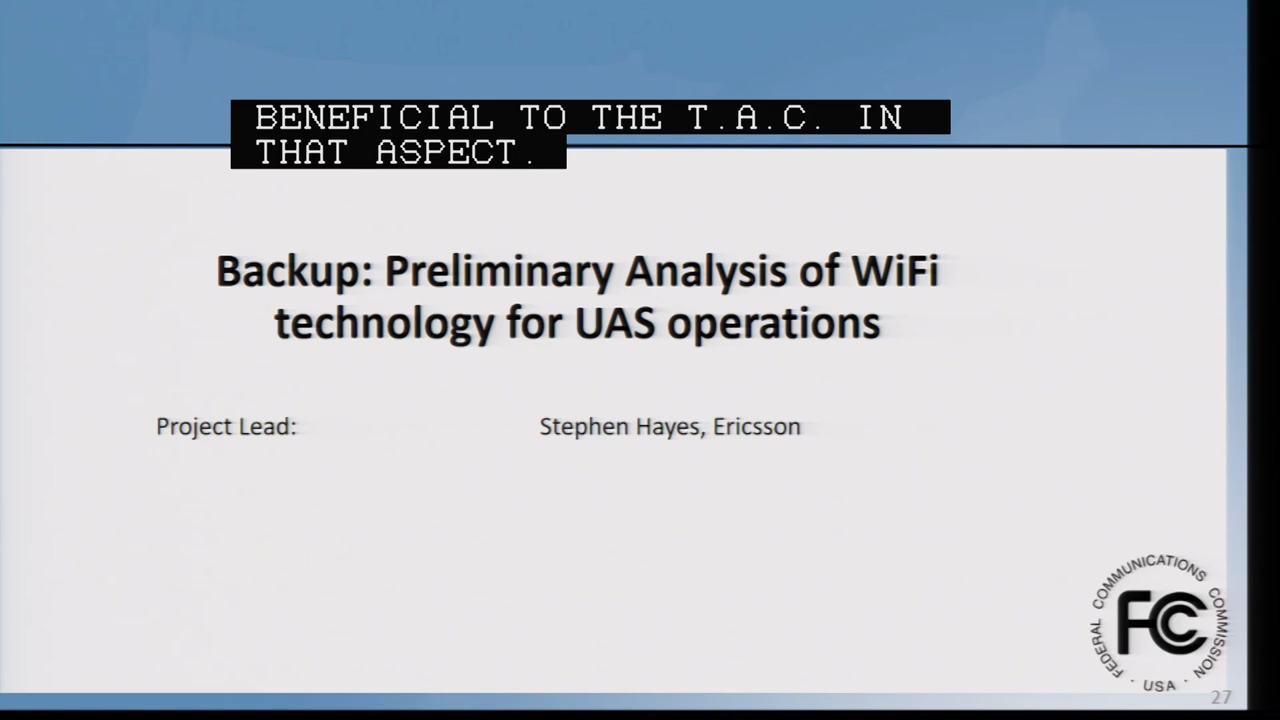 BENEFICIAL TO THE T.A.C. IN
THAT ASPECT.
Backup: Preliminary Analysis of WiFi
technology for UAS operations
Project Lead: Stephen Hayes, Ericsson
FEDERAL COMMUNICATIONS COMMISSION · USA ·
FCC
27